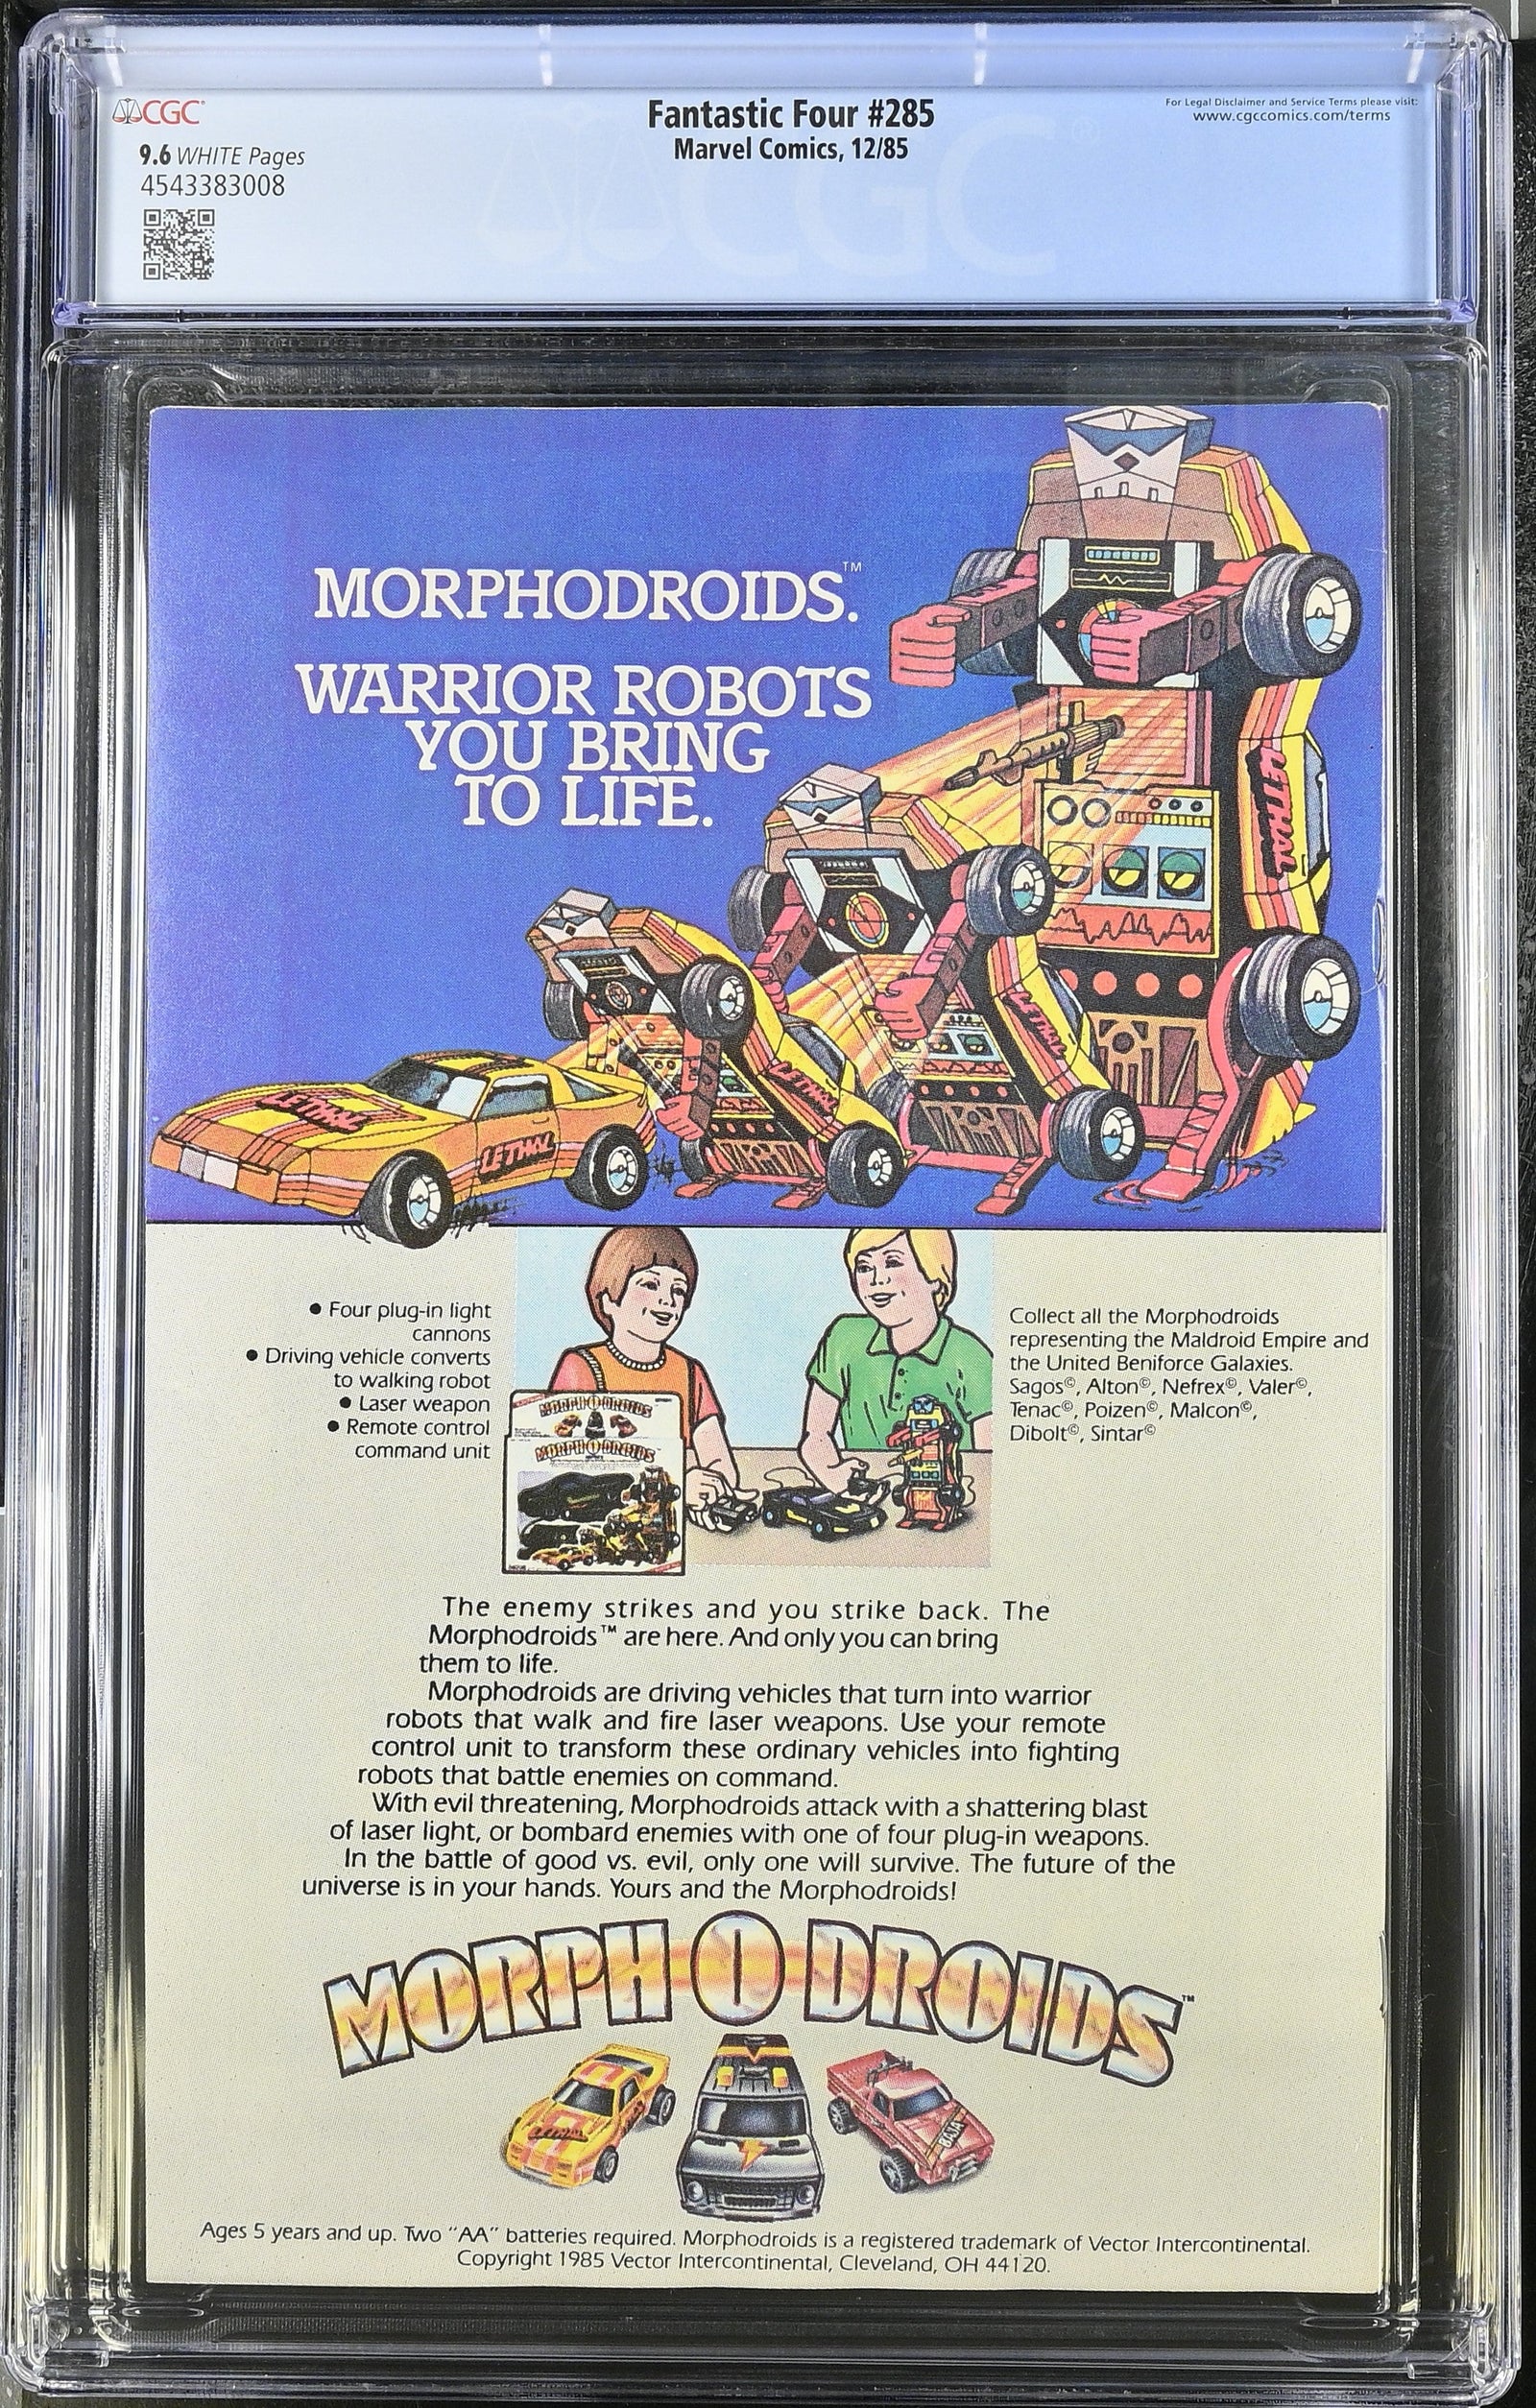 CGC
Fantastic Four #285
Marvel Comics, 12/85
For Legal Disclaimer and Service Terms please visit:
www.cgccomics.com/terms
9.6 WHITE Pages
4543383008
CGC®
MORPHODROIDS.™
WARRIOR ROBOTS
YOU BRING
TO LIFE.
LETHAL
LETHAL
LETHAL
LETHAL
LETHAL
● Four plug-in light
cannons
● Driving vehicle converts
to walking robot
● Laser weapon
● Remote control
command unit
MORPH-O-DROIDS
MORPH-O-DROIDS
Collect all the Morphodroids
representing the Maldroid Empire and
the United Beniforce Galaxies.
Sagos©, Alton©, Nefrex©, Valer©,
Tenac©, Poizen©, Malcon©,
Dibolt©, Sintar©
The enemy strikes and you strike back. The
Morphodroids™ are here. And only you can bring
them to life.
Morphodroids are driving vehicles that turn into warrior
robots that walk and fire laser weapons. Use your remote
control unit to transform these ordinary vehicles into fighting
robots that battle enemies on command.
With evil threatening, Morphodroids attack with a shattering blast
of laser light, or bombard enemies with one of four plug-in weapons.
In the battle of good vs. evil, only one will survive. The future of the
universe is in your hands. Yours and the Morphodroids!
MORPH-O-DROIDS™
LETHAL
BAJA
Ages 5 years and up. Two "AA" batteries required. Morphodroids is a registered trademark of Vector Intercontinental.
Copyright 1985 Vector Intercontinental, Cleveland, OH 44120.